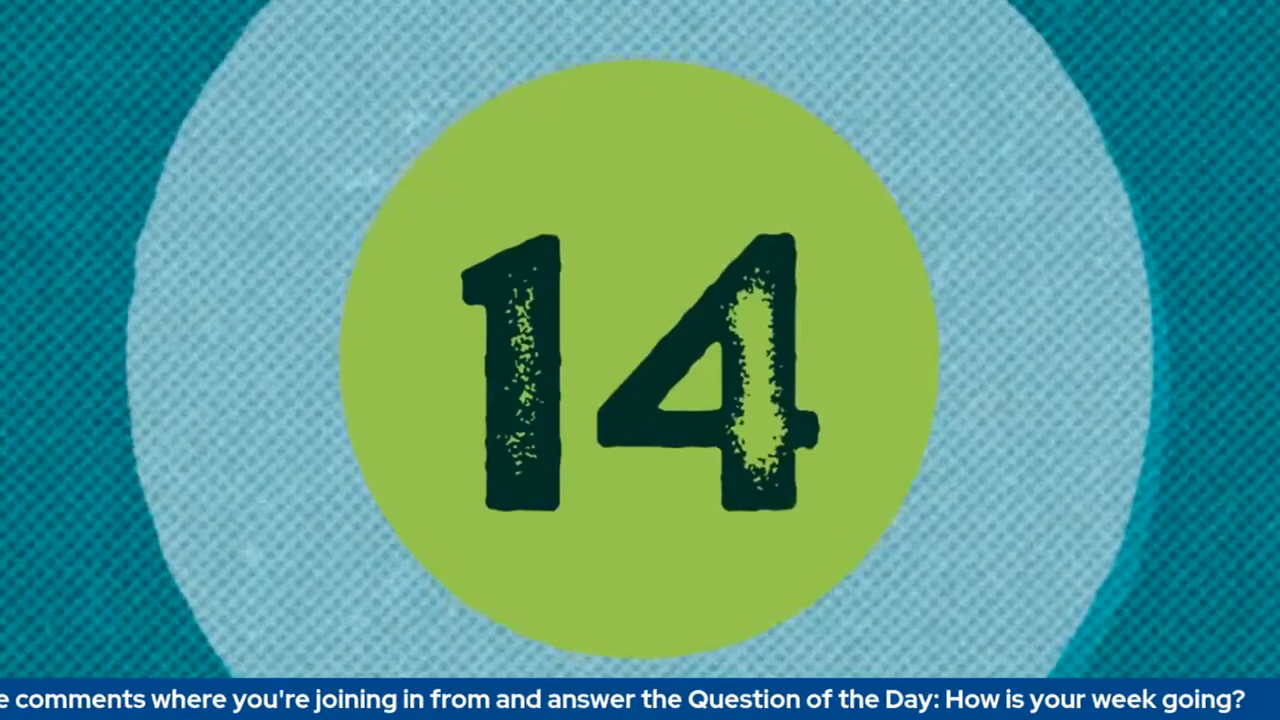 14
comments where you're joining in from and answer the Question of the Day: How is your week going?